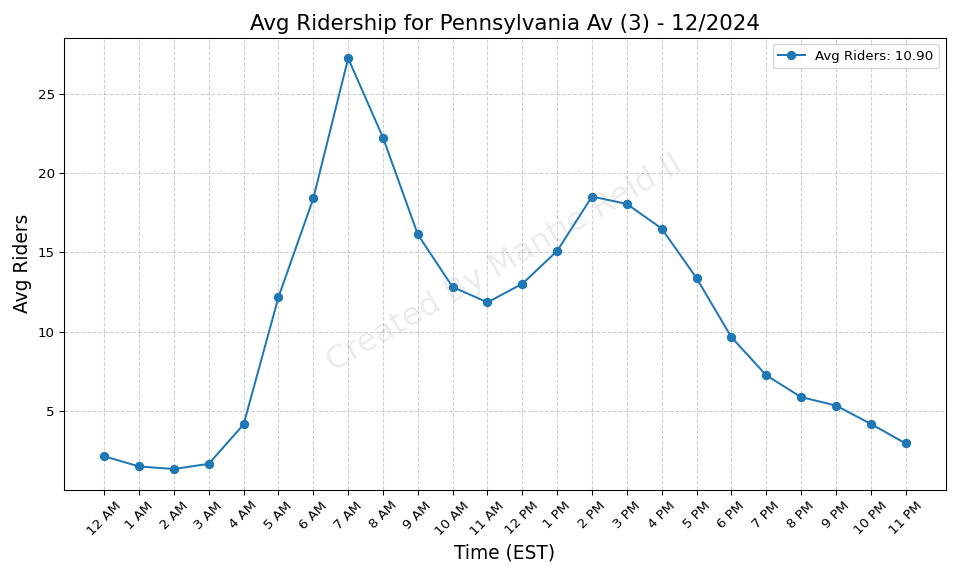 Avg Ridership for Pennsylvania Av (3) - 12/2024
Avg Riders: 10.90
Avg Riders
25
20
15
10
5
Created By Mantie Reid II
12 AM
1 AM
2 AM
3 AM
4 AM
5 AM
6 AM
7 AM
8 AM
9 AM
10 AM
11 AM
12 PM
1 PM
2 PM
3 PM
4 PM
5 PM
6 PM
7 PM
8 PM
9 PM
10 PM
11 PM
Time (EST)